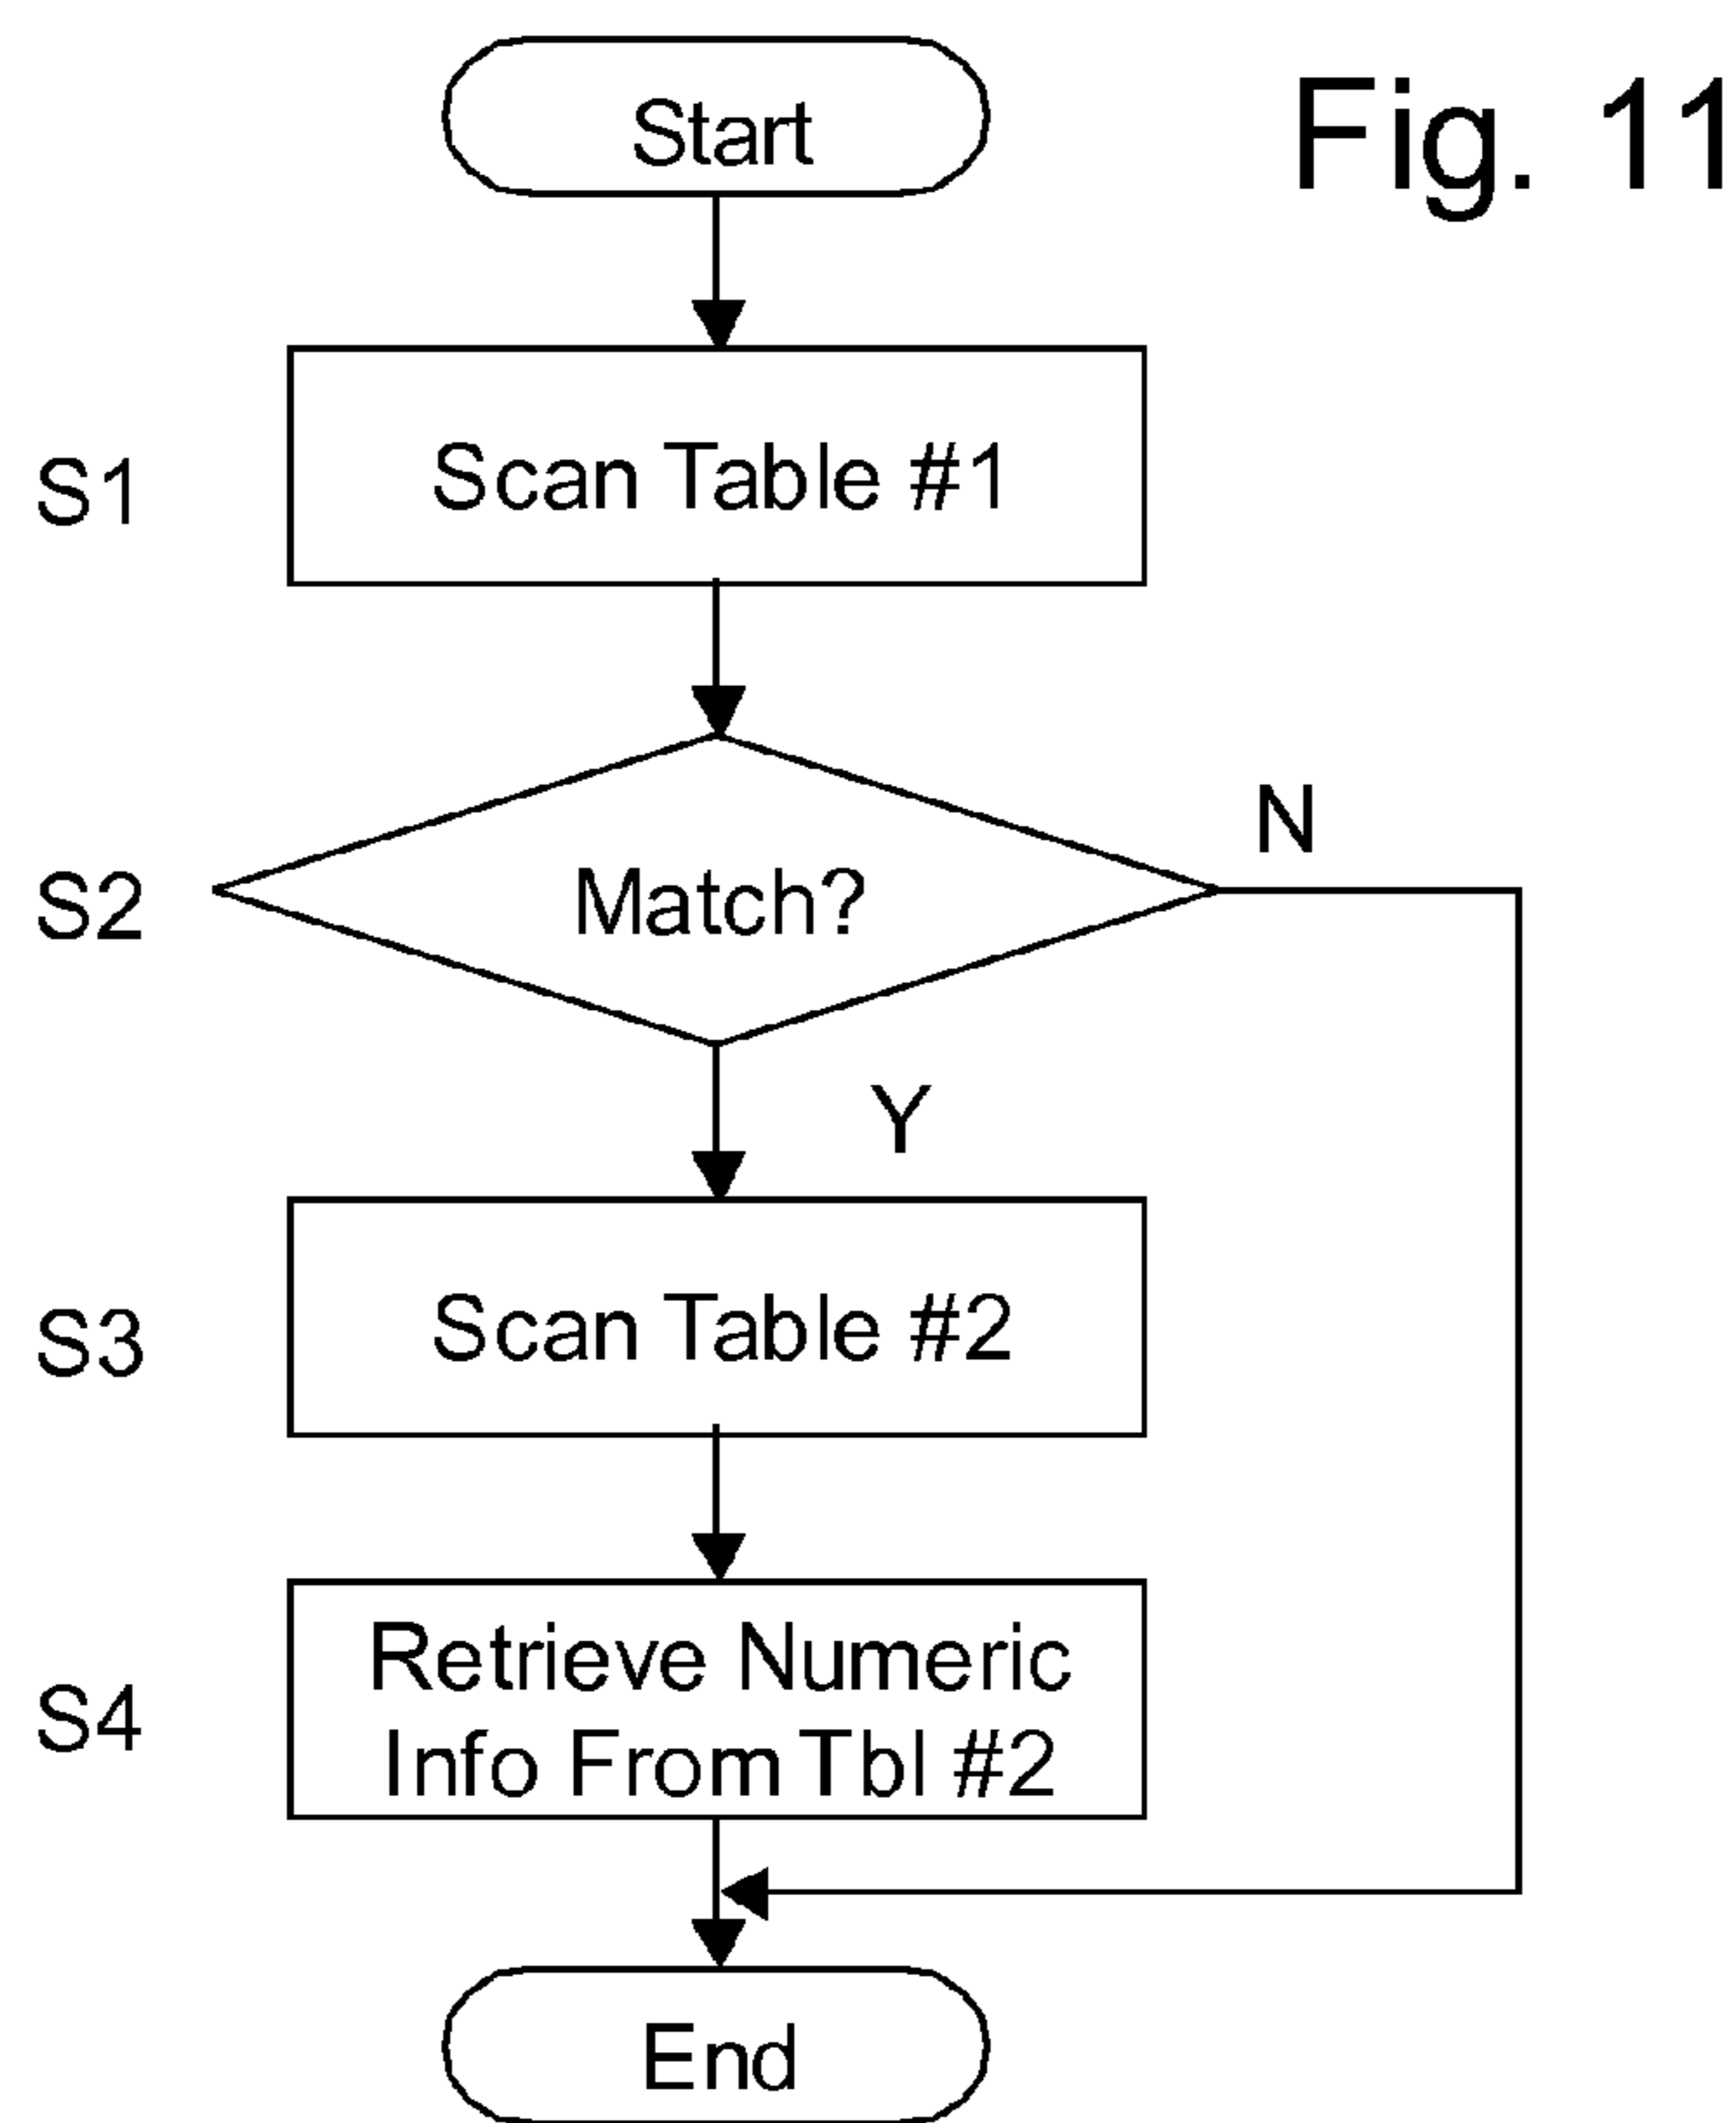 Start
Fig. 11
S1
Scan Table #1
N
S2
Match?
Y
S3
Scan Table #2
S4
Retrieve Numeric
Info From Tbl #2
End